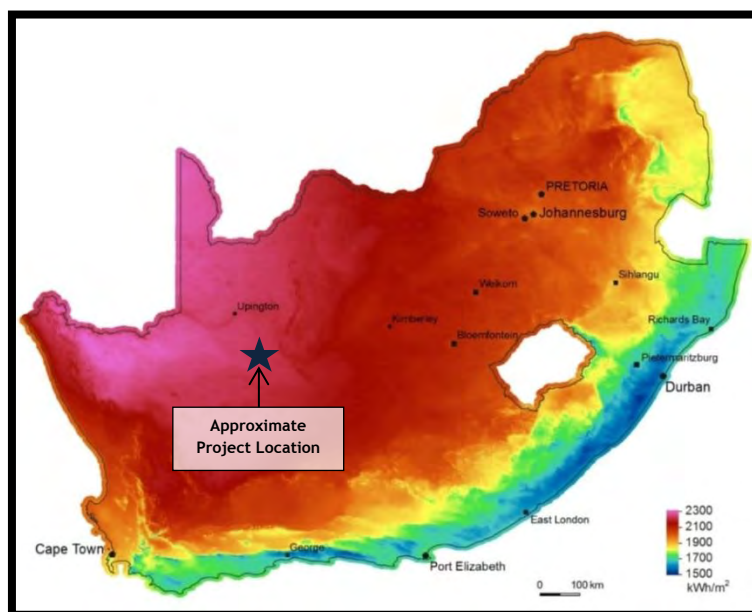 PRETORIA
Soweto
Johannesburg
Welkom
Sihlangu
Upington
Kimberley
Bloemfontein
Richards Bay
Pietermaritzburg
Durban
Approximate
Project Location
East London
Cape Town
George
Port Elizabeth
0 100 km
2300
2100
1900
1700
1500
kWh/m²